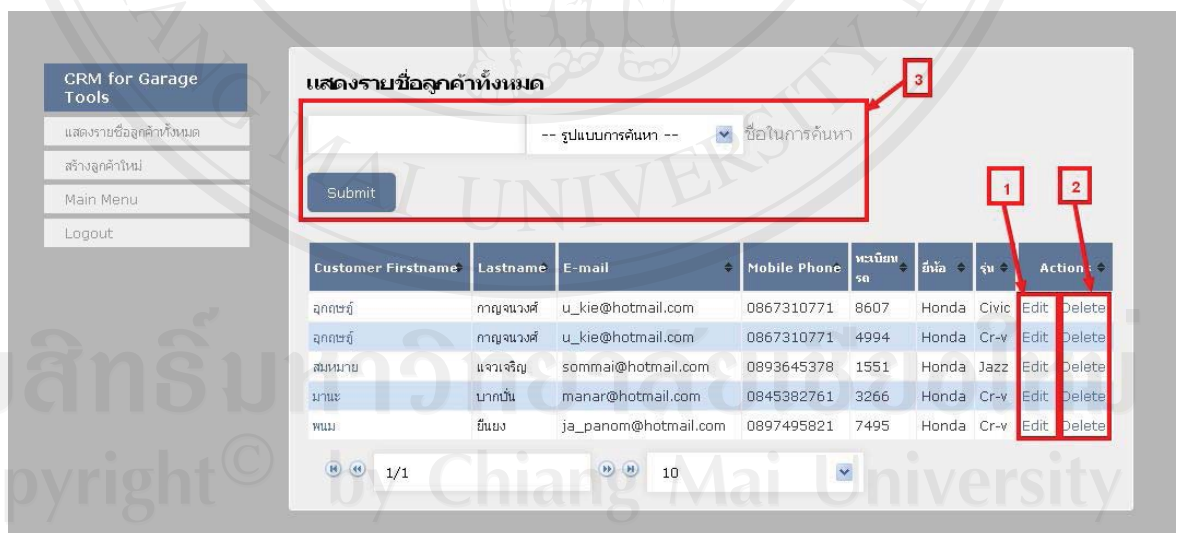 CRM for Garage
Tools
แสดงรายชื่อลูกค้าทั้งหมด
สร้างลูกค้าใหม่
Main Menu
Logout
แสดงรายชื่อลูกค้าทั้งหมด
3
-- รูปแบบการค้นหา -- ชื่อในการค้นหา
Submit
1 2
Customer Firstname Lastname E-mail Mobile Phone ทะเบียนรถ ยี่ห้อ รุ่น Actions
อุกฤษฎ์ กาญจนวงศ์ u_kie@hotmail.com 0867310771 8607 Honda Civic Edit Delete
อุกฤษฎ์ กาญจนวงศ์ u_kie@hotmail.com 0867310771 4994 Honda Cr-v Edit Delete
สมหมาย แจวเจริญ sommai@hotmail.com 0893645378 1551 Honda Jazz Edit Delete
มานะ บากบั่น manar@hotmail.com 0845382761 3266 Honda Cr-v Edit Delete
พนม ยืนยง ja_panom@hotmail.com 0897495821 7495 Honda Cr-v Edit Delete
1/1 10
MAI UNIVERSITY
pyright© by Chiang Mai University